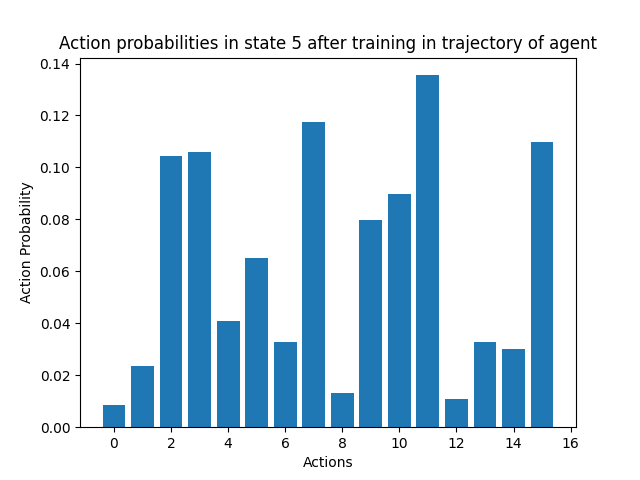 Action probabilities in state 5 after training in trajectory of agent
0.14
0.12
0.10
0.08
0.06
0.04
0.02
0.00
Action Probability
0 2 4 6 8 10 12 14 16
Actions